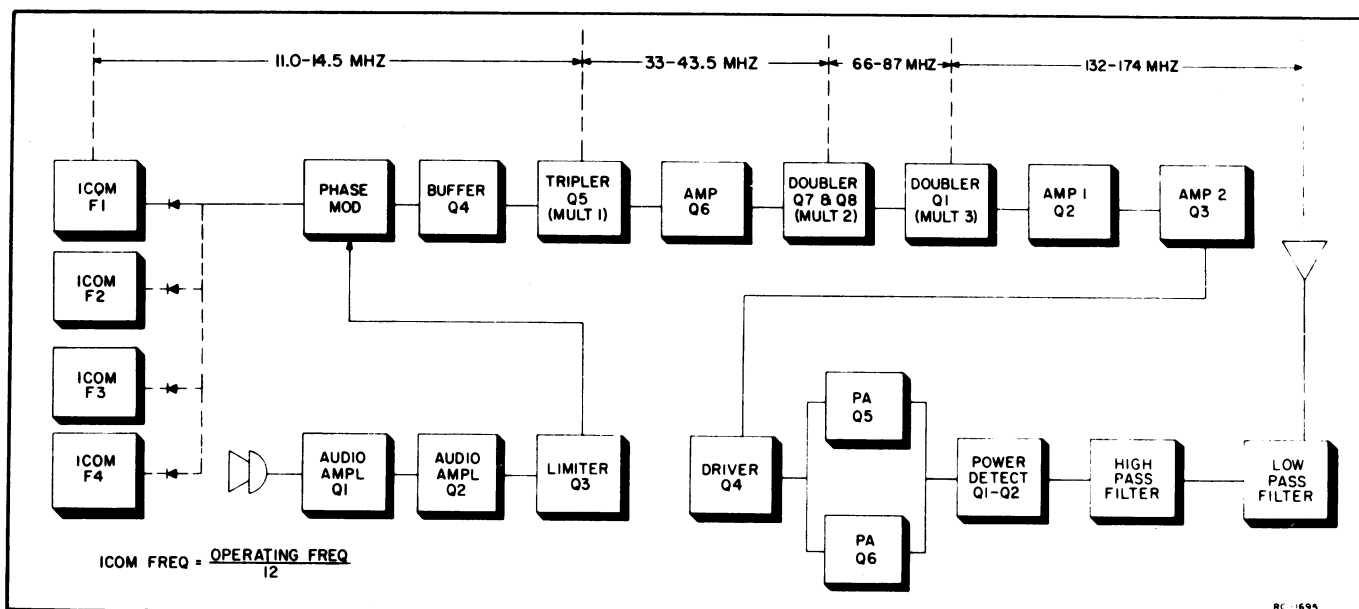 11.0-14.5 MHZ
33-43.5 MHZ
66-87 MHZ
132-174 MHZ
ICOM
F1
PHASE
MOD
BUFFER
Q4
TRIPLER
Q5
(MULT 1)
AMP
Q6
DOUBLER
Q7 & Q8
(MULT 2)
DOUBLER
Q1
(MULT 3)
AMP 1
Q2
AMP 2
Q3
ICOM
F2
ICOM
F3
ICOM
F4
AUDIO
AMPL
Q1
AUDIO
AMPL
Q2
LIMITER
Q3
DRIVER
Q4
PA
Q5
PA
Q6
POWER
DETECT
Q1-Q2
HIGH
PASS
FILTER
LOW
PASS
FILTER
ICOM FREQ = OPERATING FREQ
12
RC-1695